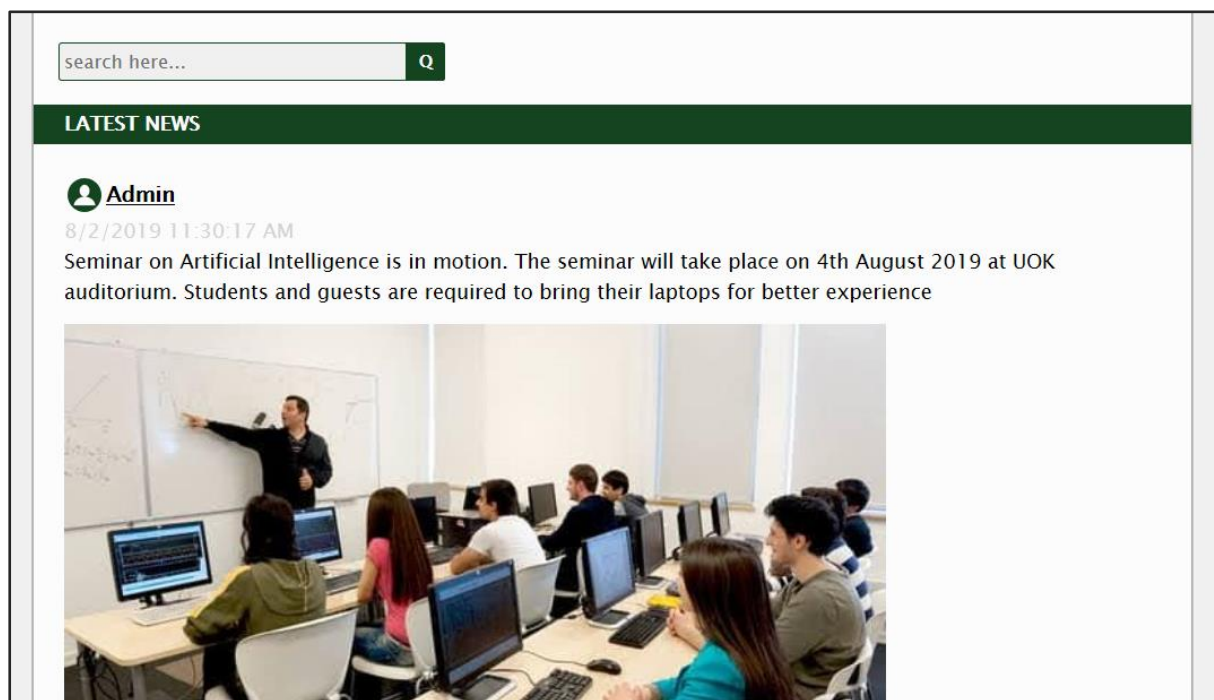 search here...
Q
LATEST NEWS
Admin
8/2/2019 11:30:17 AM
Seminar on Artificial Intelligence is in motion. The seminar will take place on 4th August 2019 at UOK
auditorium. Students and guests are required to bring their laptops for better experience